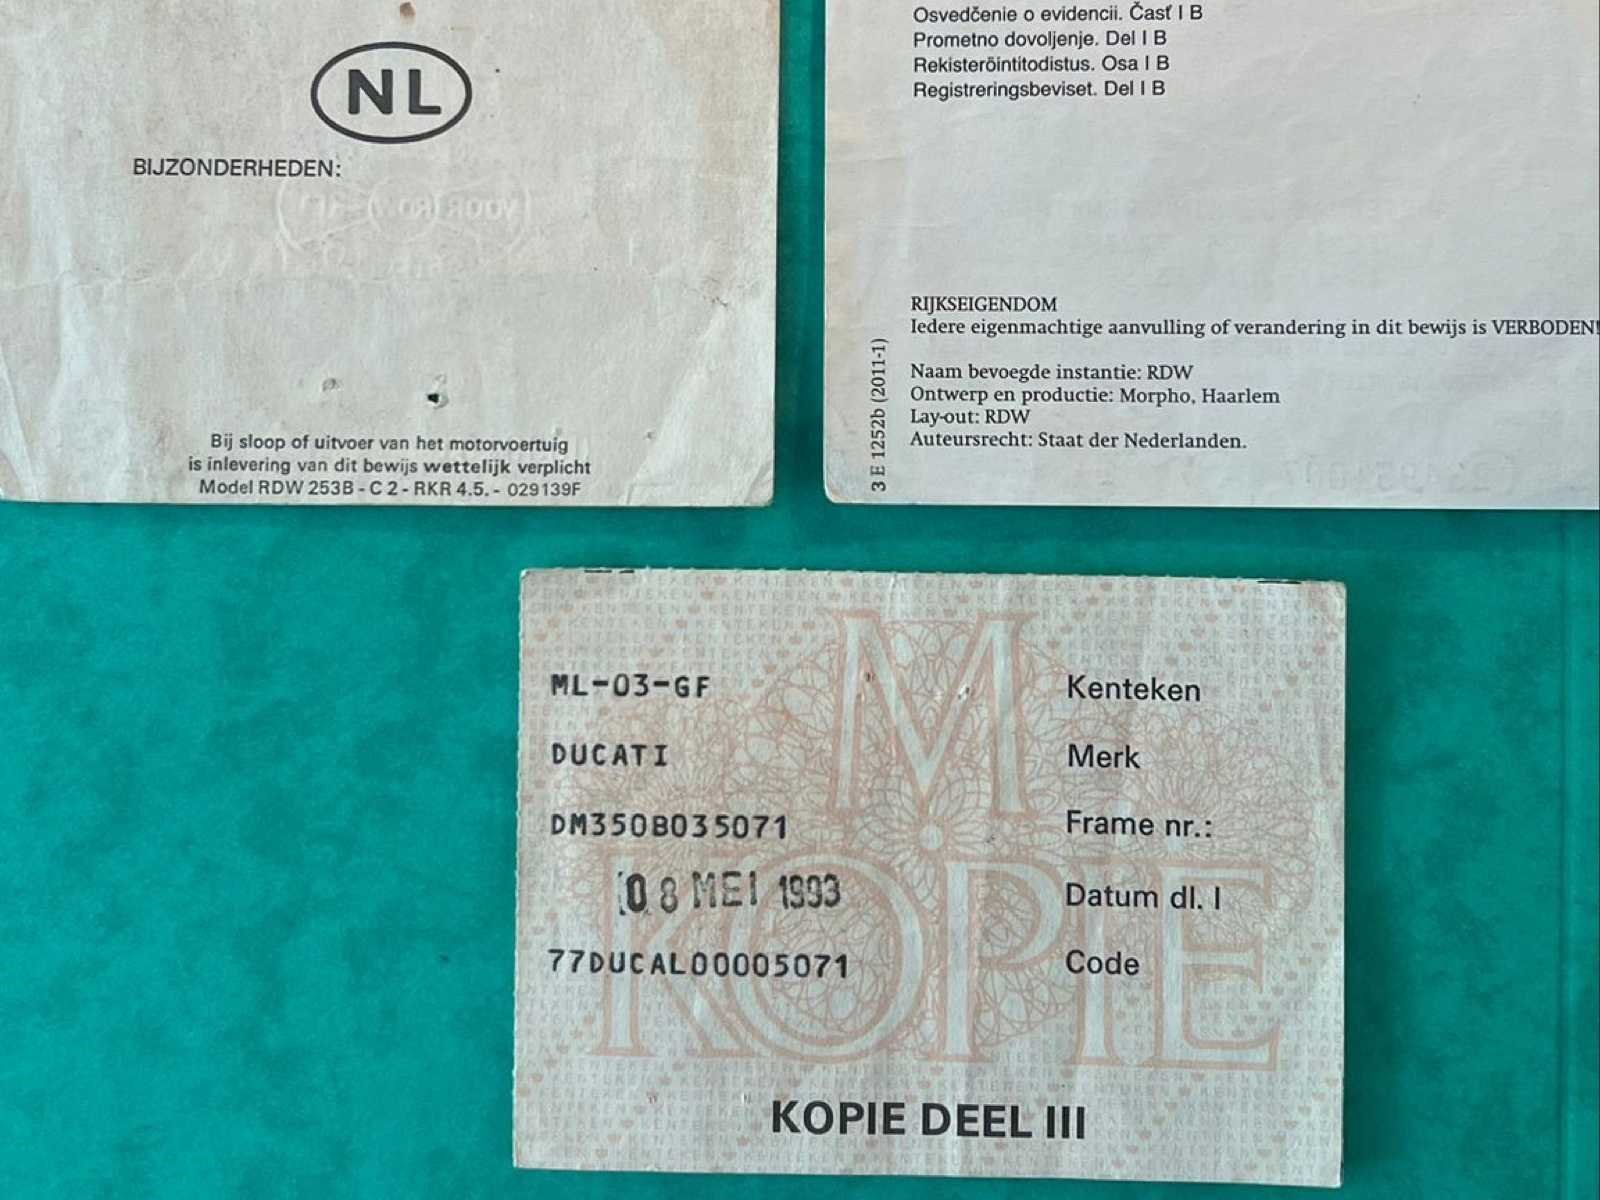 NL
BIJZONDERHEDEN:
Bij sloop of uitvoer van het motorvoertuig
is inlevering van dit bewijs wettelijk verplicht
Model RDW 253B - C 2 - RKR 4.5. - 029139F
Osvedčenie o evidencii. Časť I B
Prometno dovoljenje. Del I B
Rekisteröintitodistus. Osa I B
Registreringsbeviset. Del I B
RIJKSEIGENDOM
Iedere eigenmachtige aanvulling of verandering in dit bewijs is VERBODEN!
Naam bevoegde instantie: RDW
Ontwerp en productie: Morpho, Haarlem
Lay-out: RDW
Auteursrecht: Staat der Nederlanden.
3 E 1252b (2011-1)
M
KOPIE
ML-03-GF Kenteken
DUCATI Merk
DM350B035071 Frame nr.:
08 MEI 1993 Datum dl. I
77DUCAL00005071 Code
KOPIE DEEL III